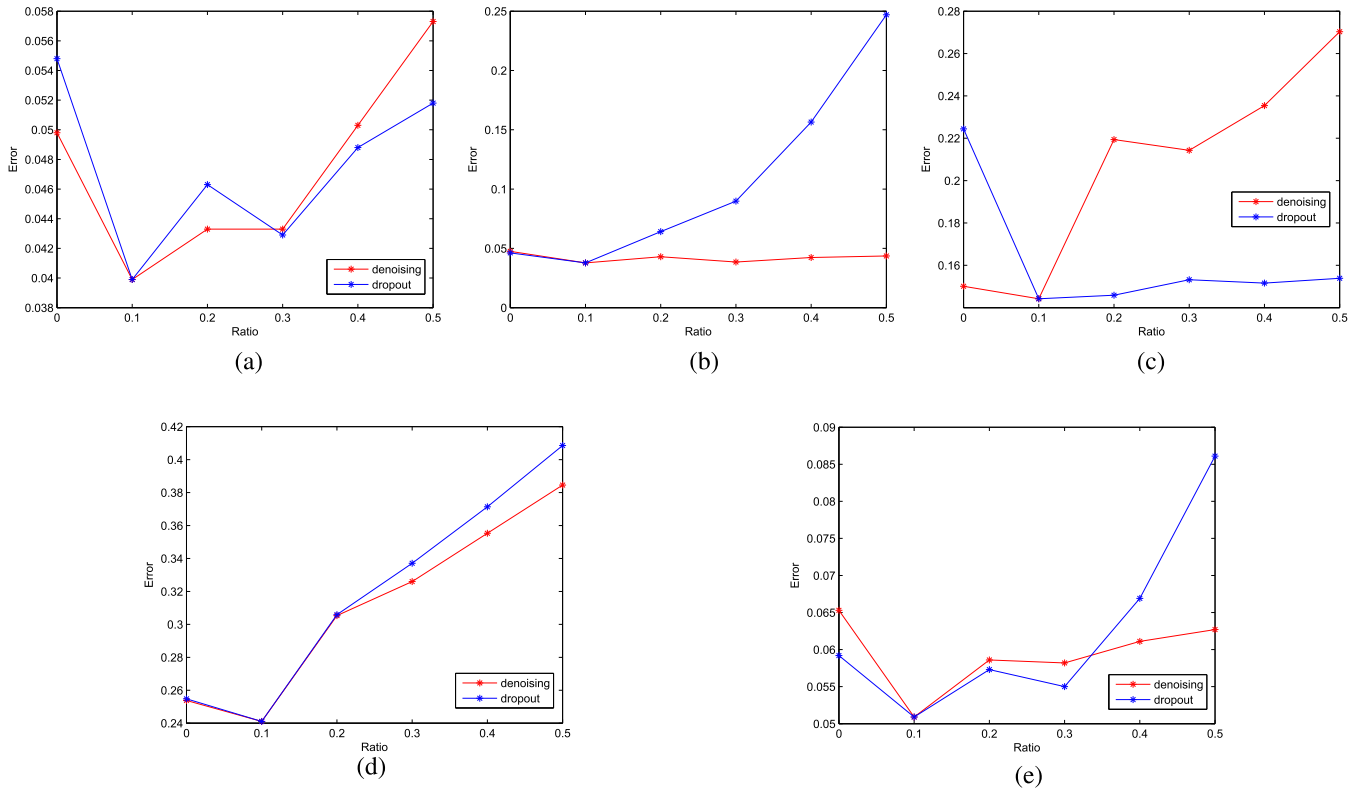 0.058
0.056
0.054
0.052
0.05
0.048
0.046
0.044
0.042
0.04
0.038
Error
0 0.1 0.2 0.3 0.4 0.5
Ratio
denoising
dropout
(a)
0.25
0.2
0.15
0.1
0.05
0
Error
0 0.1 0.2 0.3 0.4 0.5
Ratio
(b)
0.28
0.26
0.24
0.22
0.2
0.18
0.16
Error
0 0.1 0.2 0.3 0.4 0.5
Ratio
denoising
dropout
(c)
0.42
0.4
0.38
0.36
0.34
0.32
0.3
0.28
0.26
0.24
Error
0 0.1 0.2 0.3 0.4 0.5
Ratio
denoising
dropout
(d)
0.09
0.085
0.08
0.075
0.07
0.065
0.06
0.055
0.05
Error
0 0.1 0.2 0.3 0.4 0.5
Ratio
denoising
dropout
(e)